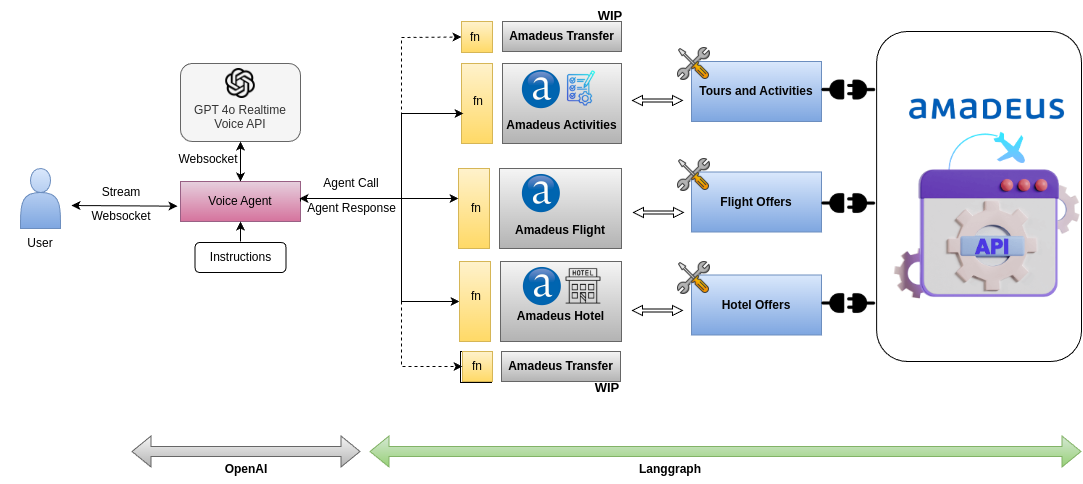 WIP
fn
Amadeus Transfer
GPT 4o Realtime
Voice API
fn
a
Amadeus Activities
Tours and Activities
amadeus
Websocket
Stream
Websocket
User
Voice Agent
Agent Call
Agent Response
fn
a
Amadeus Flight
Flight Offers
API
Instructions
fn
a
HOTEL
Amadeus Hotel
Hotel Offers
fn
Amadeus Transfer
WIP
OpenAI
Langgraph